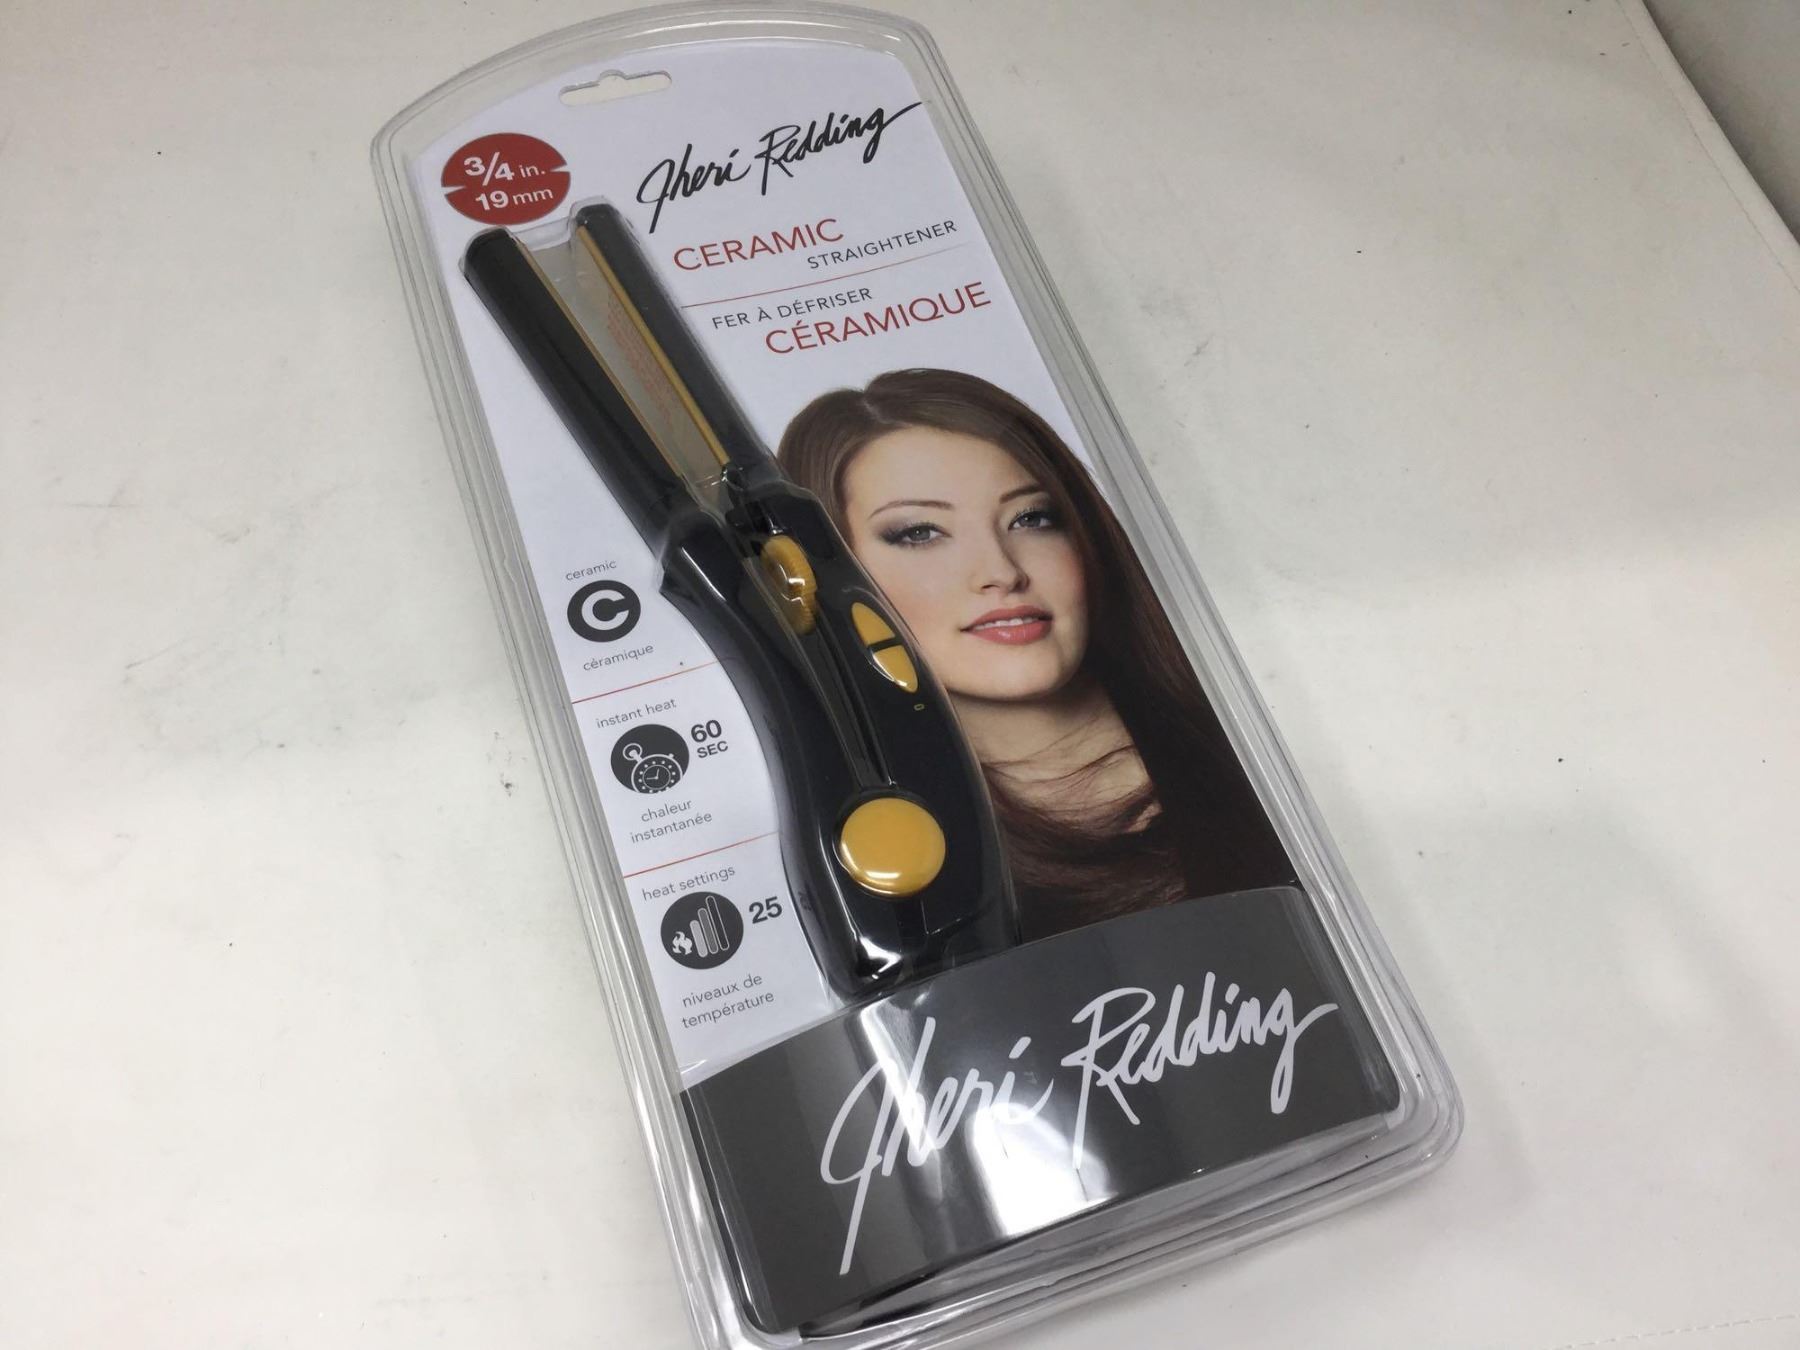 3/4 in.
19 mm
Jheri Redding
CERAMIC
STRAIGHTENER
FER À DÉFRISER
CÉRAMIQUE
ceramic
C
céramique
instant heat
60
SEC
chaleur
instantanée
heat settings
25
niveaux de
température
Jheri Redding